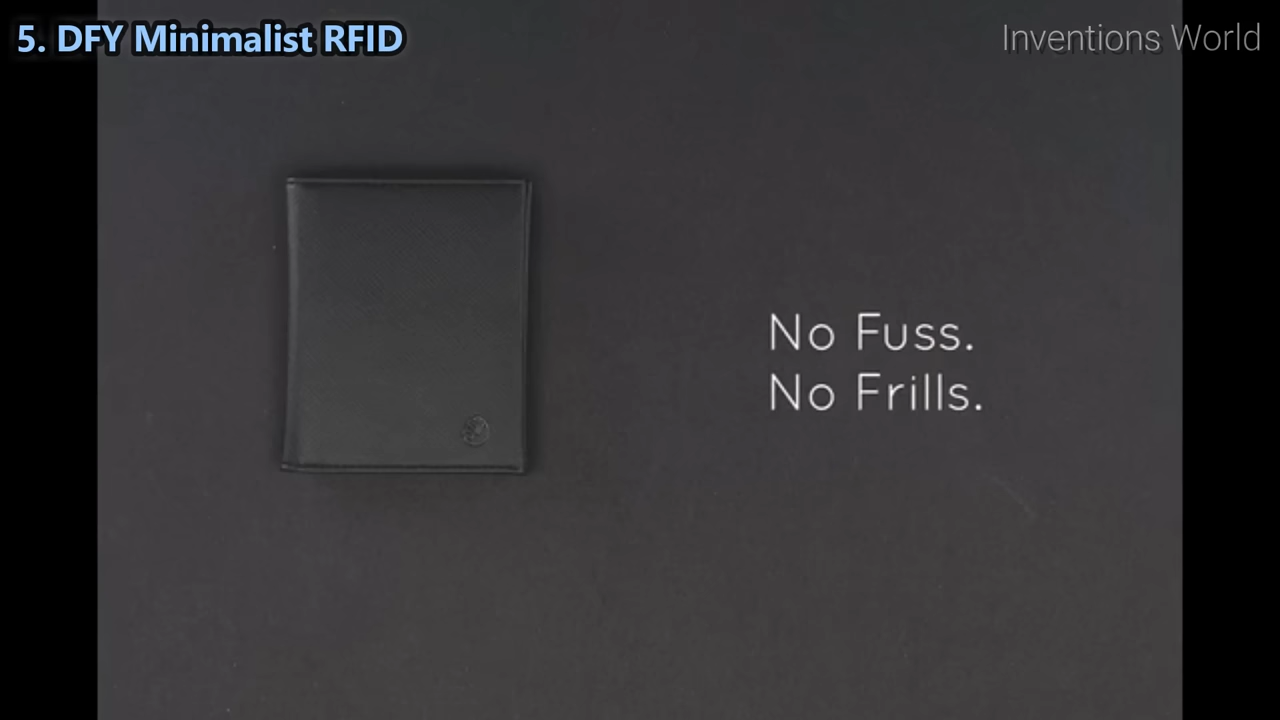 5. DFY Minimalist RFID
Inventions World
No Fuss.
No Frills.